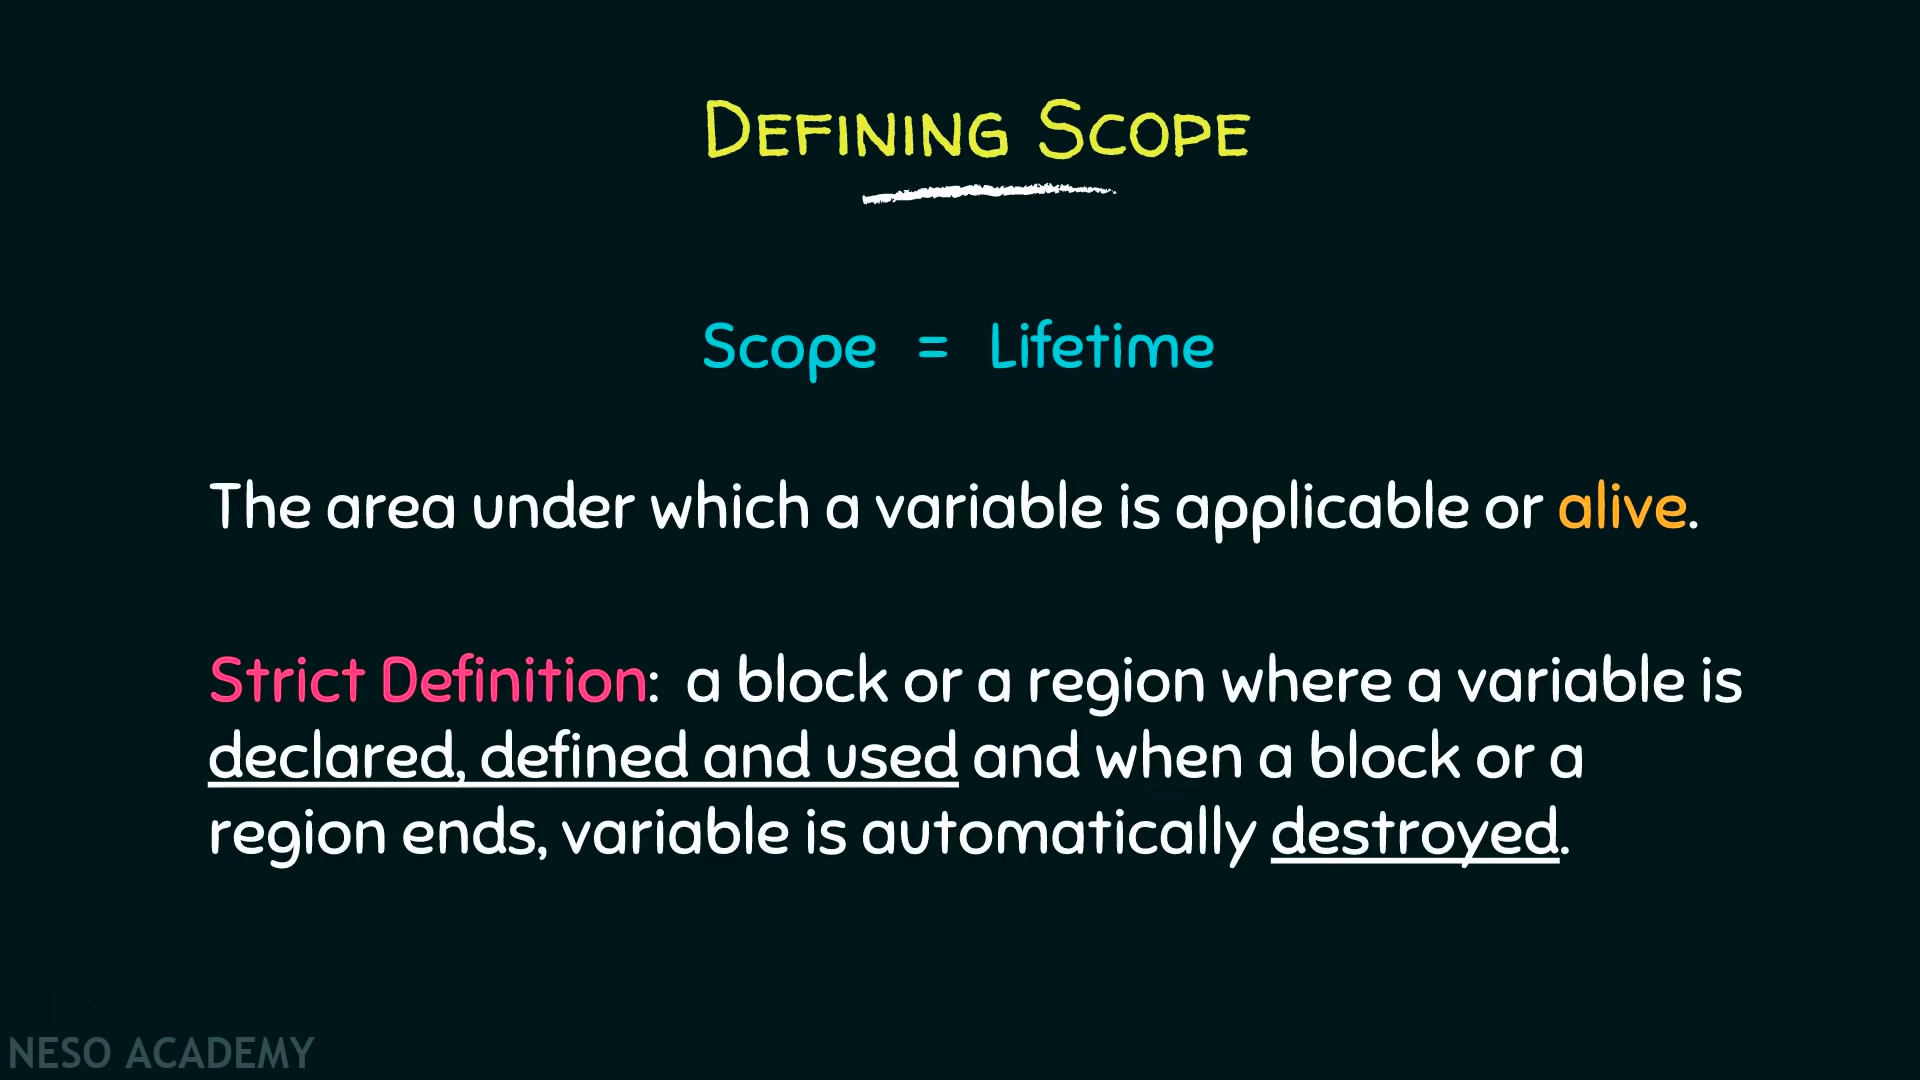 DEFINING SCOPE
Scope = Lifetime
The area under which a variable is applicable or alive.
Strict Definition: a block or a region where a variable is
declared, defined and used and when a block or a
region ends, variable is automatically destroyed.
NESO ACADEMY